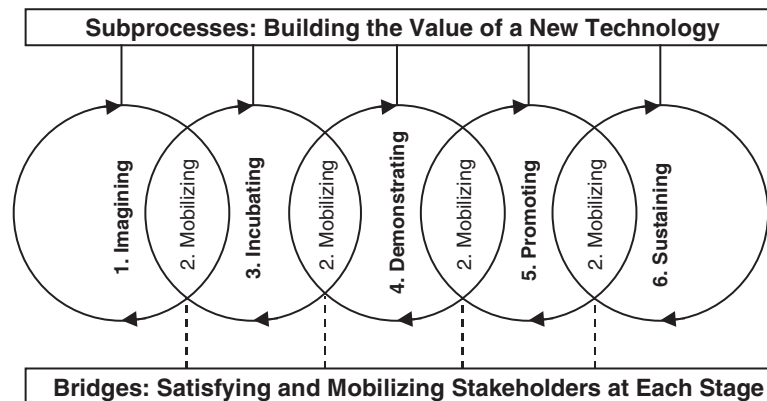 Subprocesses: Building the Value of a New Technology
1. Imagining
2. Mobilizing
3. Incubating
2. Mobilizing
4. Demonstrating
2. Mobilizing
5. Promoting
2. Mobilizing
6. Sustaining
Bridges: Satisfying and Mobilizing Stakeholders at Each Stage